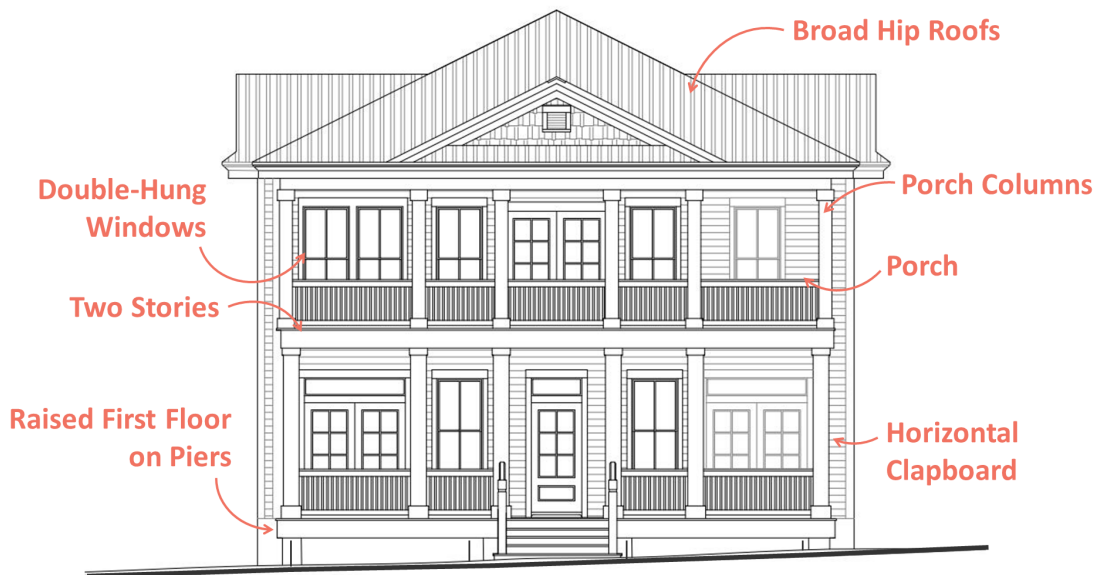 Broad Hip Roofs
Double-Hung
Windows
Porch Columns
Porch
Two Stories
Raised First Floor
on Piers
Horizontal
Clapboard